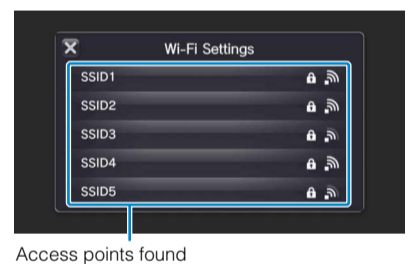 Wi-Fi Settings
SSID1
SSID2
SSID3
SSID4
SSID5
Access points found